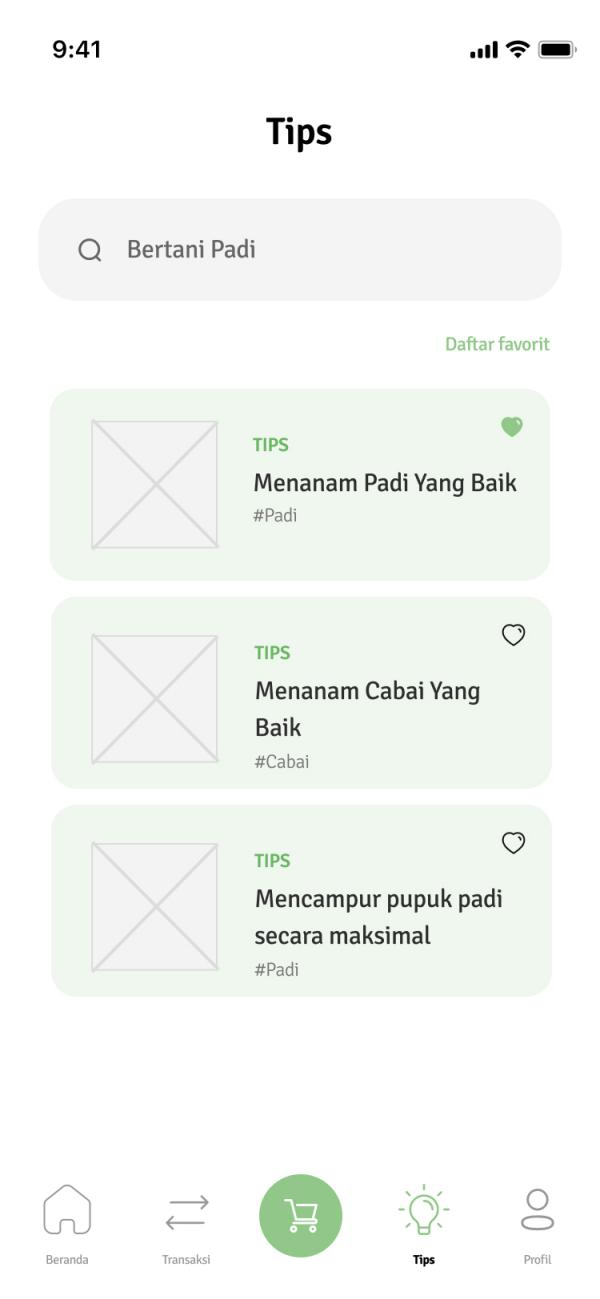 9:41
Tips
Bertani Padi
Daftar favorit
TIPS
Menanam Padi Yang Baik
#Padi
TIPS
Menanam Cabai Yang
Baik
#Cabai
TIPS
Mencampur pupuk padi
secara maksimal
#Padi
Beranda
Transaksi
Tips
Profil